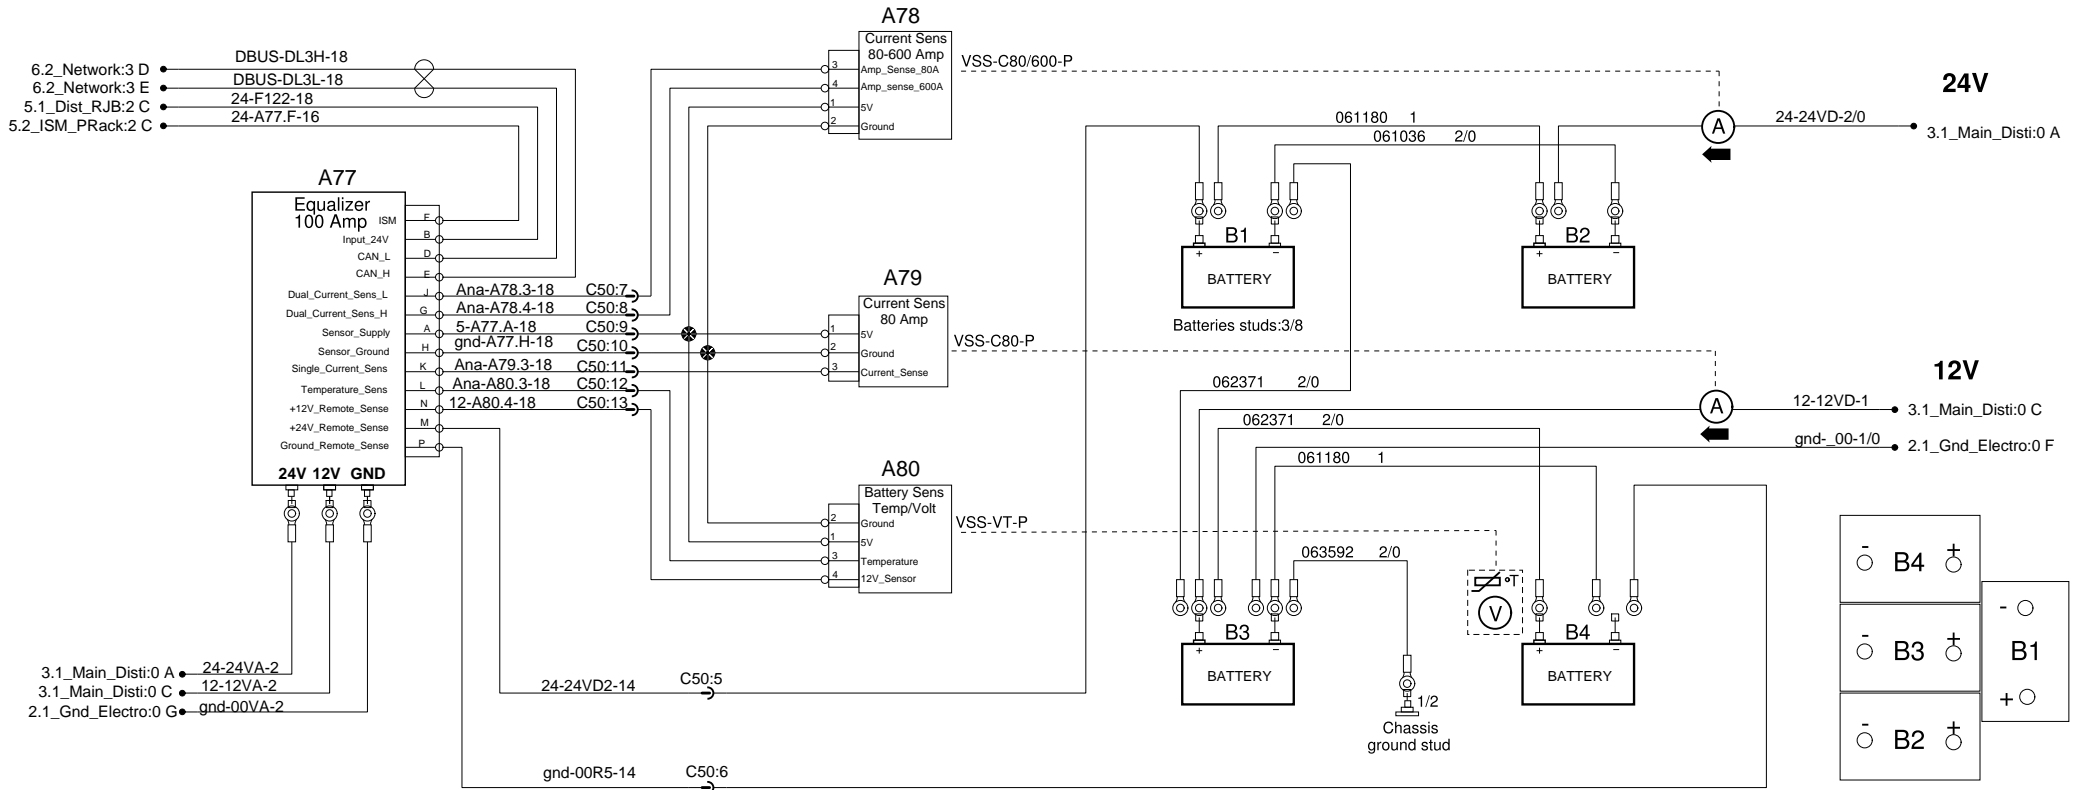 A78
Current Sens
80-600 Amp
3
Amp_Sense_80A
4
Amp_sense_600A
1
5V
2
Ground
VSS-C80/600-P
6.2_Network:3 D
DBUS-DL3H-18
6.2_Network:3 E
DBUS-DL3L-18
5.1_Dist_RJB:2 C
24-F122-18
5.2_ISM_PRack:2 C
24-A77.F-16
24V
061180 1
061036 2/0
A
24-24VD-2/0
3.1_Main_Disti:0 A
A77
Equalizer
100 Amp
ISM F
Input_24V B
CAN_L D
CAN_H E
Dual_Current_Sens_L J
Dual_Current_Sens_H G
Sensor_Supply A
Sensor_Ground H
Single_Current_Sens K
Temperature_Sens L
+12V_Remote_Sense N
+24V_Remote_Sense M
Ground_Remote_Sense P
24V 12V GND
Ana-A78.3-18 C50:7
Ana-A78.4-18 C50:8
5-A77.A-18 C50:9
gnd-A77.H-18 C50:10
Ana-A79.3-18 C50:11
Ana-A80.3-18 C50:12
12-A80.4-18 C50:13
B1
+ -
BATTERY
B2
+ -
BATTERY
Batteries studs:3/8
A79
Current Sens
80 Amp
1
5V
2
Ground
3
Current_Sense
VSS-C80-P
12V
062371 2/0
A
12-12VD-1
3.1_Main_Disti:0 C
062371 2/0
gnd-_00-1/0
2.1_Gnd_Electro:0 F
061180 1
A80
Battery Sens
Temp/Volt
2
Ground
1
5V
3
Temperature
4
12V_Sensor
VSS-VT-P
063592 2/0
°T
V
B3
+ -
BATTERY
B4
+ -
BATTERY
1/2
Chassis
ground stud
- B4 +
- B3 +
- B2 +
-
B1
+
3.1_Main_Disti:0 A
24-24VA-2
3.1_Main_Disti:0 C
12-12VA-2
2.1_Gnd_Electro:0 G
gnd-00VA-2
24-24VD2-14
C50:5
gnd-00R5-14
C50:6